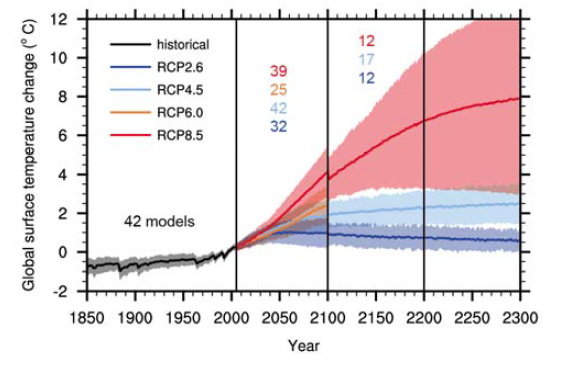 Global surface temperature change (° C)
12
10
8
6
4
2
0
-2
historical
RCP2.6
RCP4.5
RCP6.0
RCP8.5
39
25
42
32
12
17
12
42 models
1850 1900 1950 2000 2050 2100 2150 2200 2250 2300
Year